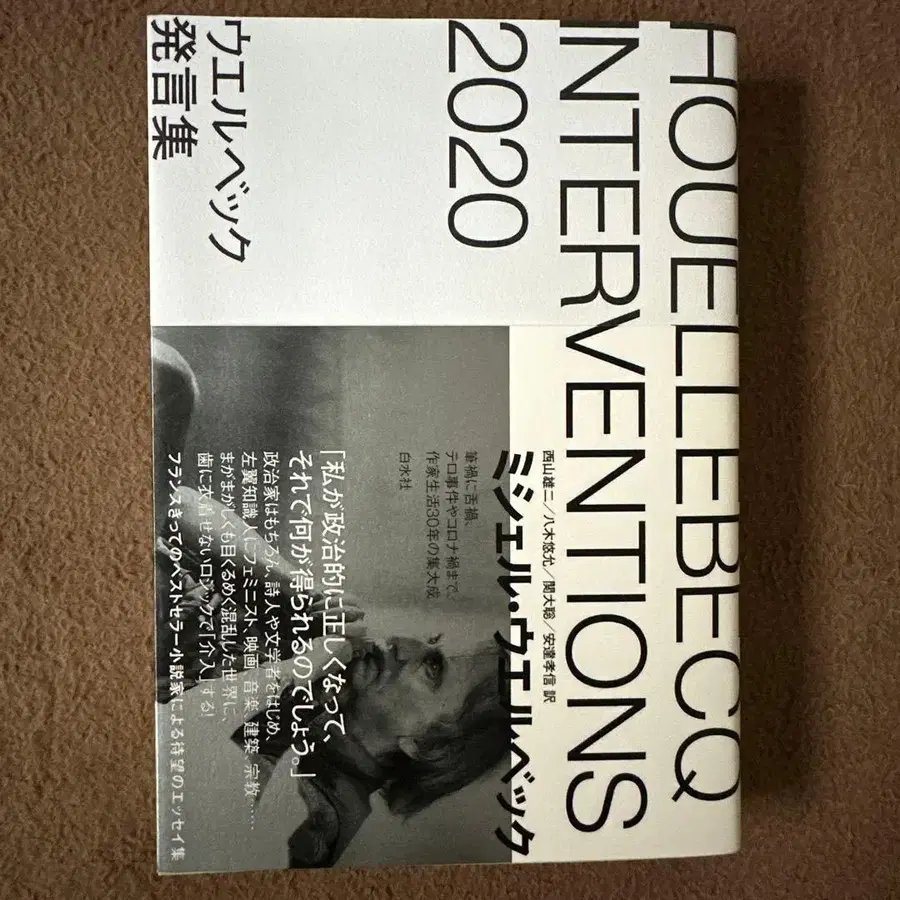 HOUELLEBECQ
INTERVENTIONS
2020
ウエルベック
発言集
ミシェル・ウエルベック
西山雄二／八木悠允／関大聡／安達孝信 訳
筆禍に舌禍、
テロ事件やコロナ禍まで、
作家生活30年の集大成
白水社
「私が政治的に正しくなって、
それで何が得られるのでしょう。」
政治家はもちろん、詩人や文学者をはじめ、
左翼知識人にフェミニスト、映画、音楽、建築、宗教……
まがまがしくも目くるめく混乱した世界に、
歯に衣着せないロジックで「介入」する！
フランスきってのベストセラー小説家による待望のエッセイ集